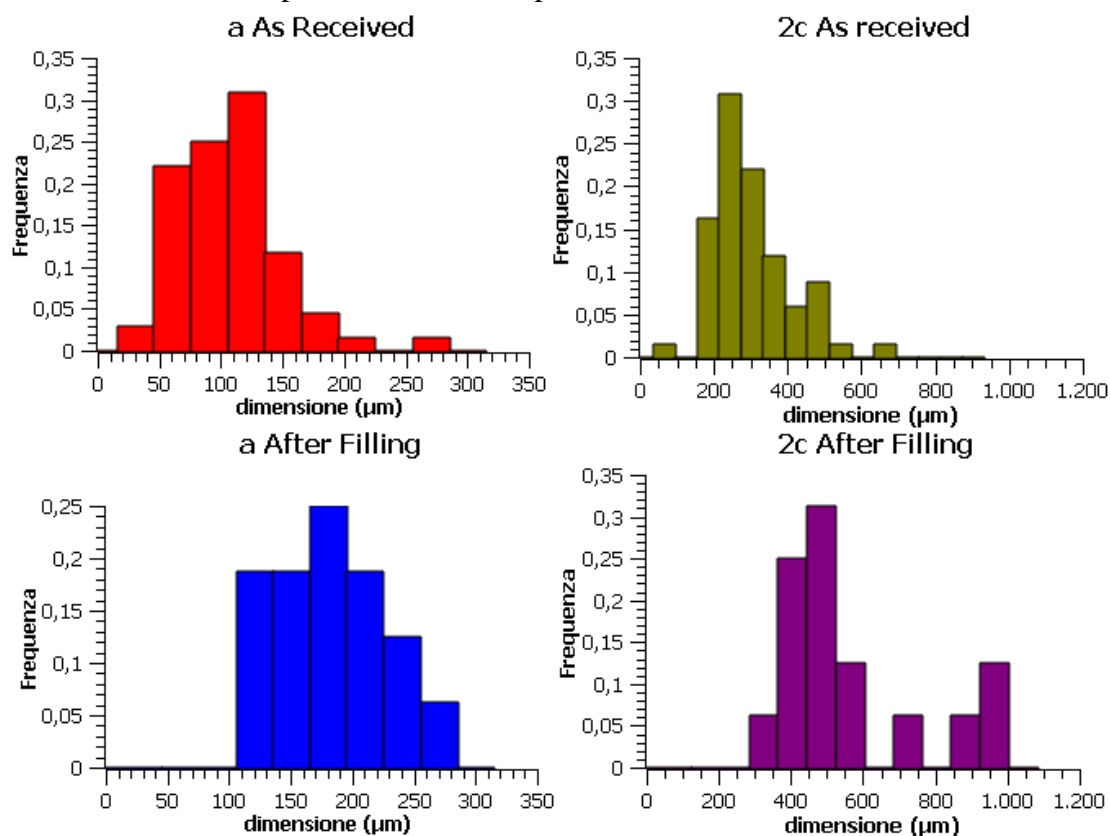 a As Received
0,35
0,3
0,25
0,2
0,15
0,1
0,05
0
Frequenza
0 50 100 150 200 250 300 350
dimensione (µm)
2c As received
0,35
0,3
0,25
0,2
0,15
0,1
0,05
0
Frequenza
0 200 400 600 800 1.000 1.200
dimensione (µm)
a After Filling
0,25
0,2
0,15
0,1
0,05
0
Frequenza
0 50 100 150 200 250 300 350
dimensione (µm)
2c After Filling
0,35
0,3
0,25
0,2
0,15
0,1
0,05
0
Frequenza
0 200 400 600 800 1.000 1.200
dimensione (µm)